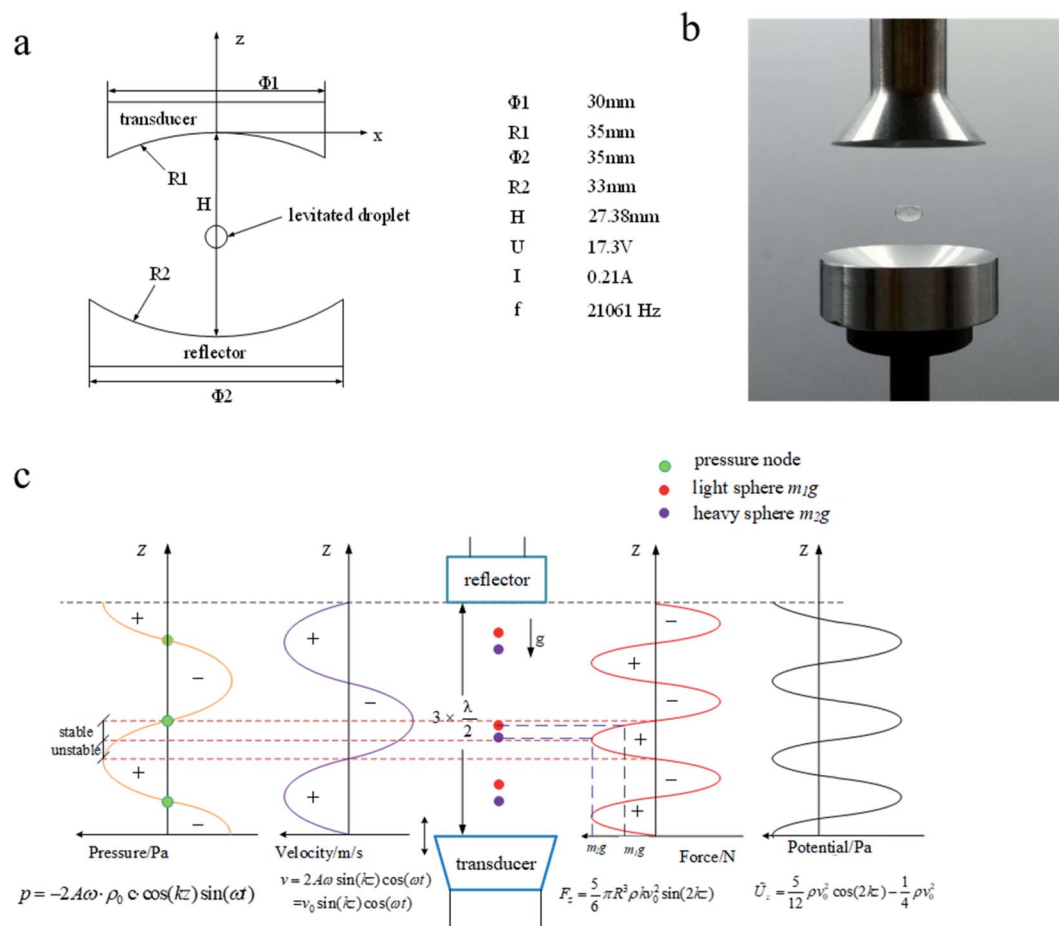 a
z
Φ1
transducer
x
R1
H
levitated droplet
R2
reflector
Φ2
Φ1 30mm
R1 35mm
Φ2 35mm
R2 33mm
H 27.38mm
U 17.3V
I 0.21A
f 21061 Hz
b
c
pressure node
light sphere m₁g
heavy sphere m₂g
Z
Z
reflector
Z
Z
+
+
−
g
−
+
−
−
3 × λ/2
stable
unstable
+
+
+
−
−
+
+
transducer
Pressure/Pa
Velocity/m/s
m₂g
m₁g
Force/N
Potential/Pa
p = −2Aω· ρ₀ c· cos(kz) sin(ωt)
v = 2Aω sin(kz) cos(ωt)
=v₀ sin(kz) cos(ωt)
F_z = 5/6 πR³ρkv₀² sin(2kz)
Ũ_z = 5/12 ρv₀² cos(2kz) − 1/4 ρv₀²